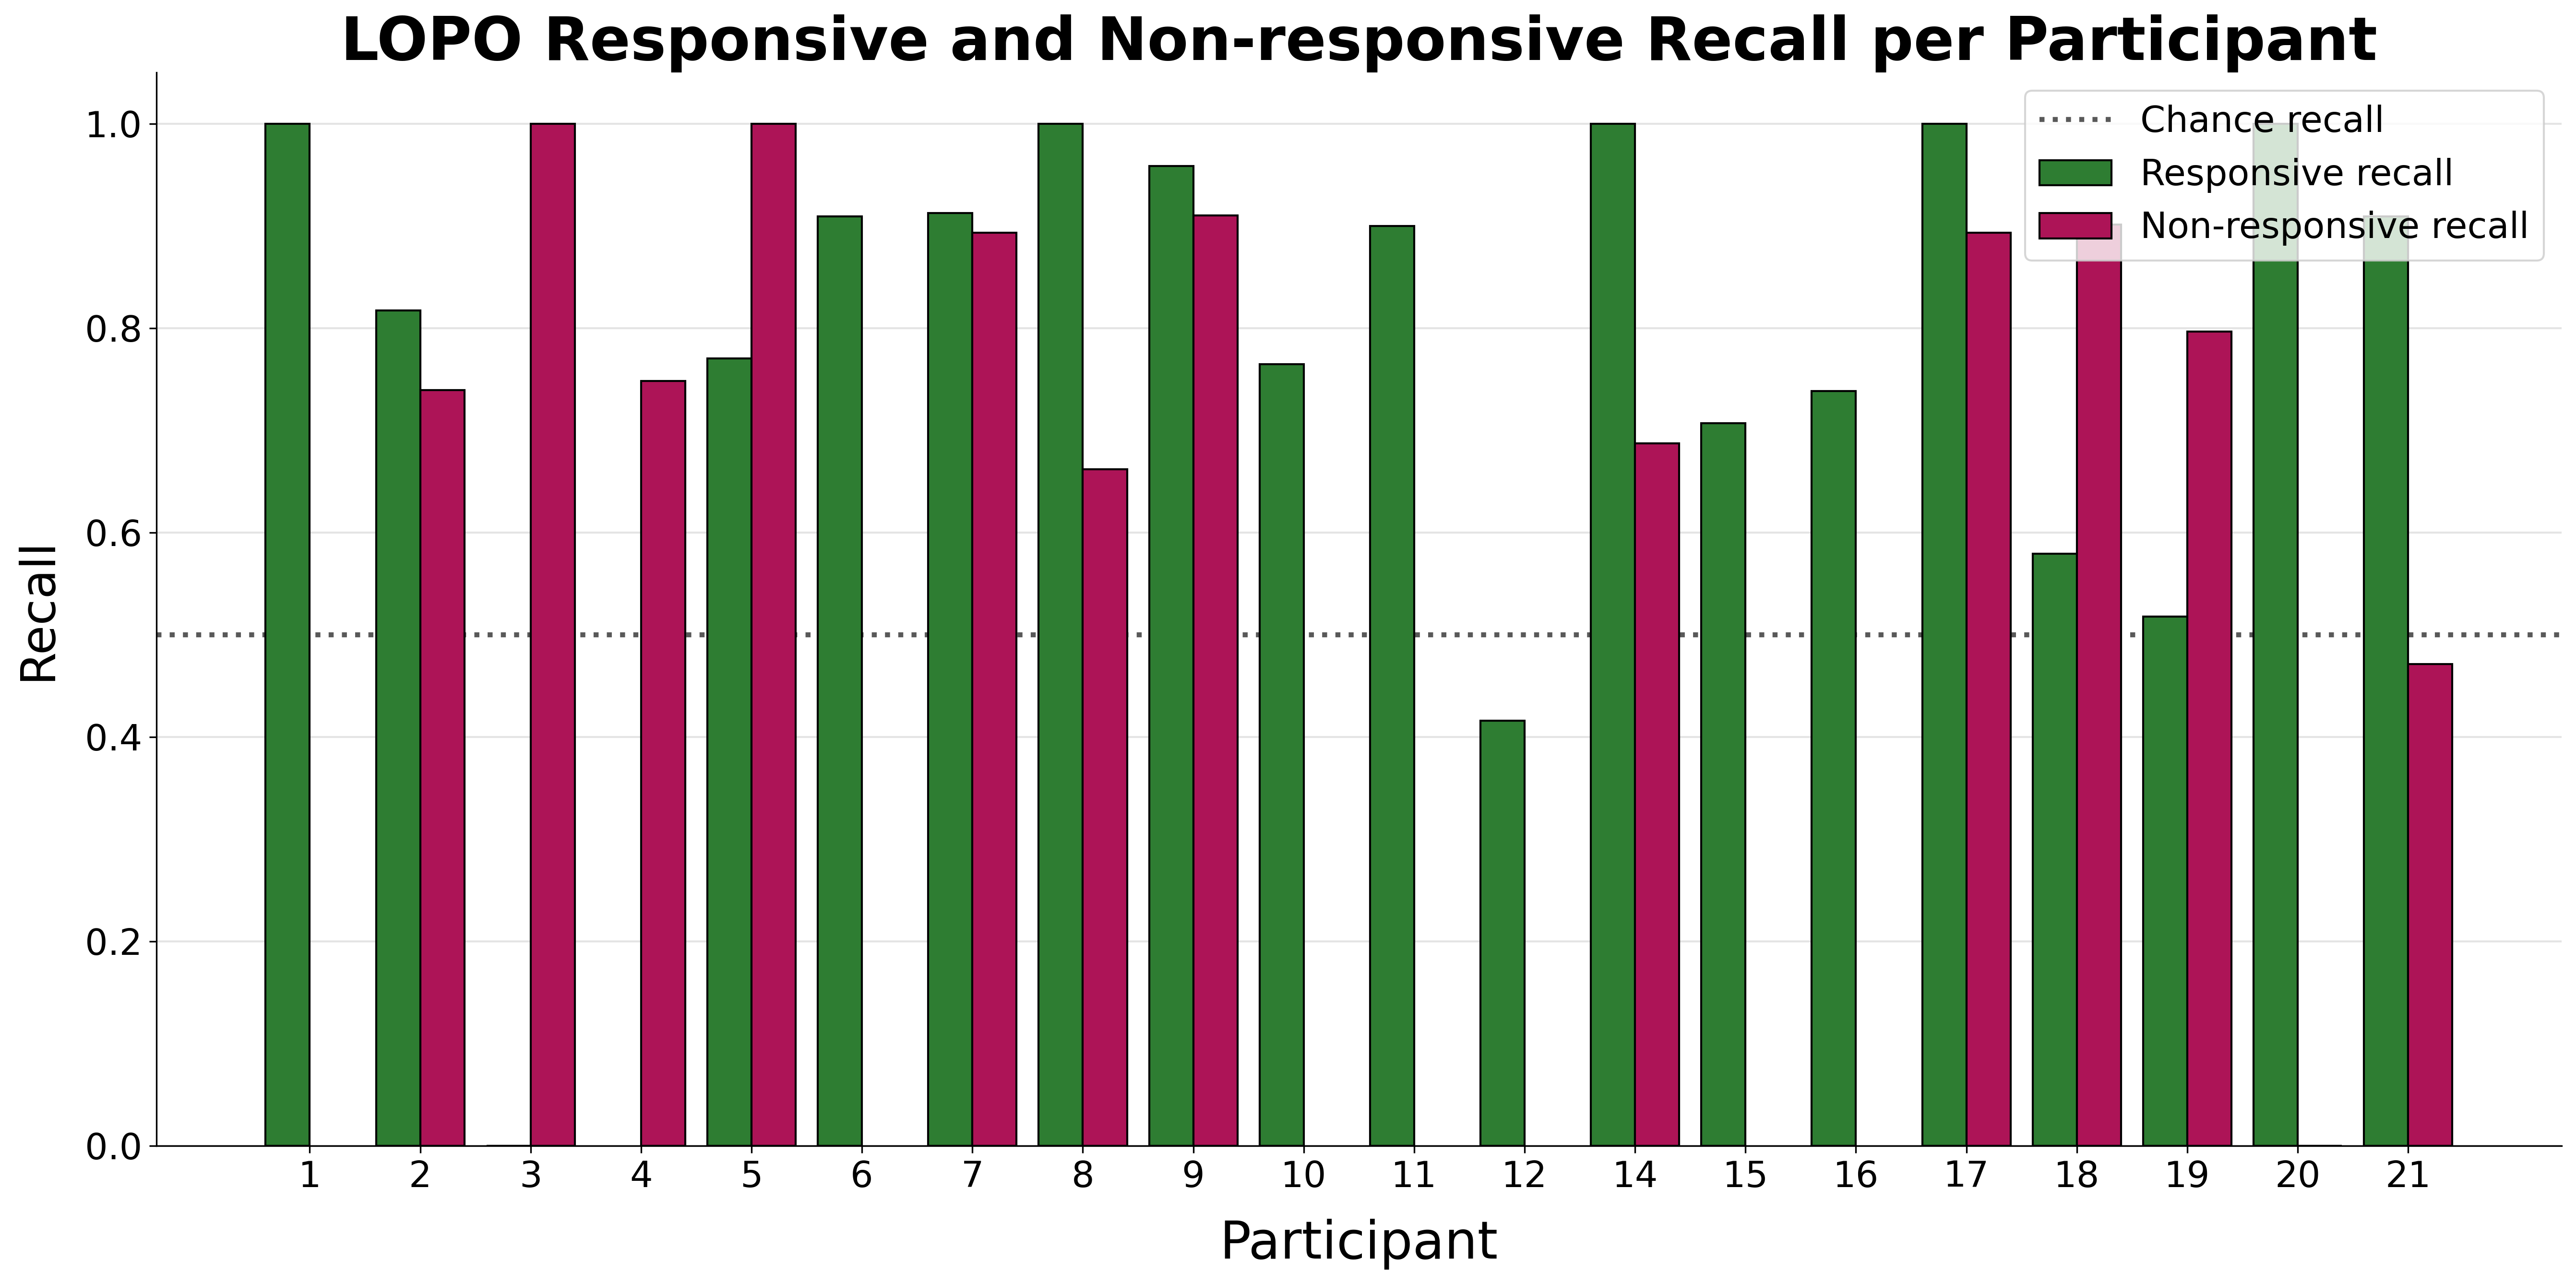 LOPO Responsive and Non-responsive Recall per Participant
Chance recall
Responsive recall
Non-responsive recall
Recall
1.0
0.8
0.6
0.4
0.2
0.0
1 2 3 4 5 6 7 8 9 10 11 12 14 15 16 17 18 19 20 21
Participant